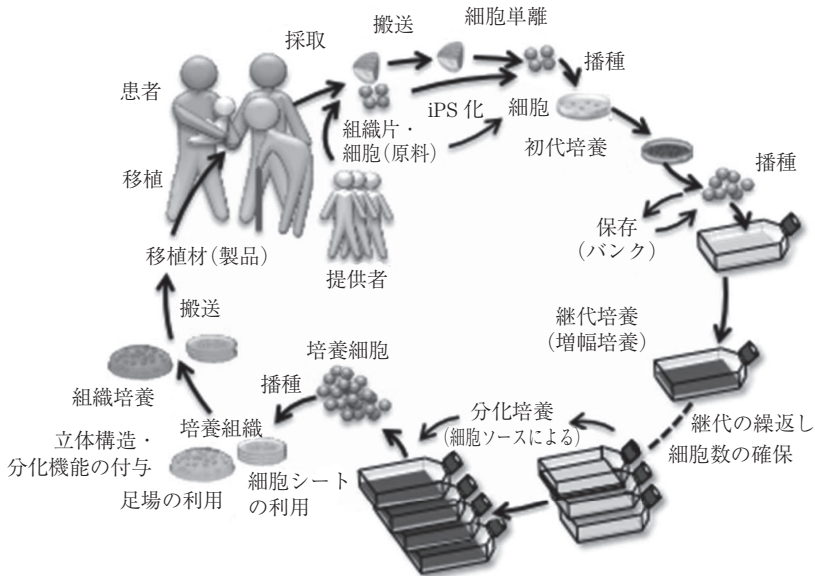 採取
搬送
細胞単離
播種
患者
組織片・
細胞(原料)
iPS 化
細胞
初代培養
播種
移植
保存
(バンク)
移植材(製品)
提供者
搬送
継代培養
(増幅培養)
培養細胞
播種
組織培養
分化培養
(細胞ソースによる)
継代の繰返し
細胞数の確保
培養組織
立体構造・
分化機能の付与
足場の利用
細胞シート
の利用